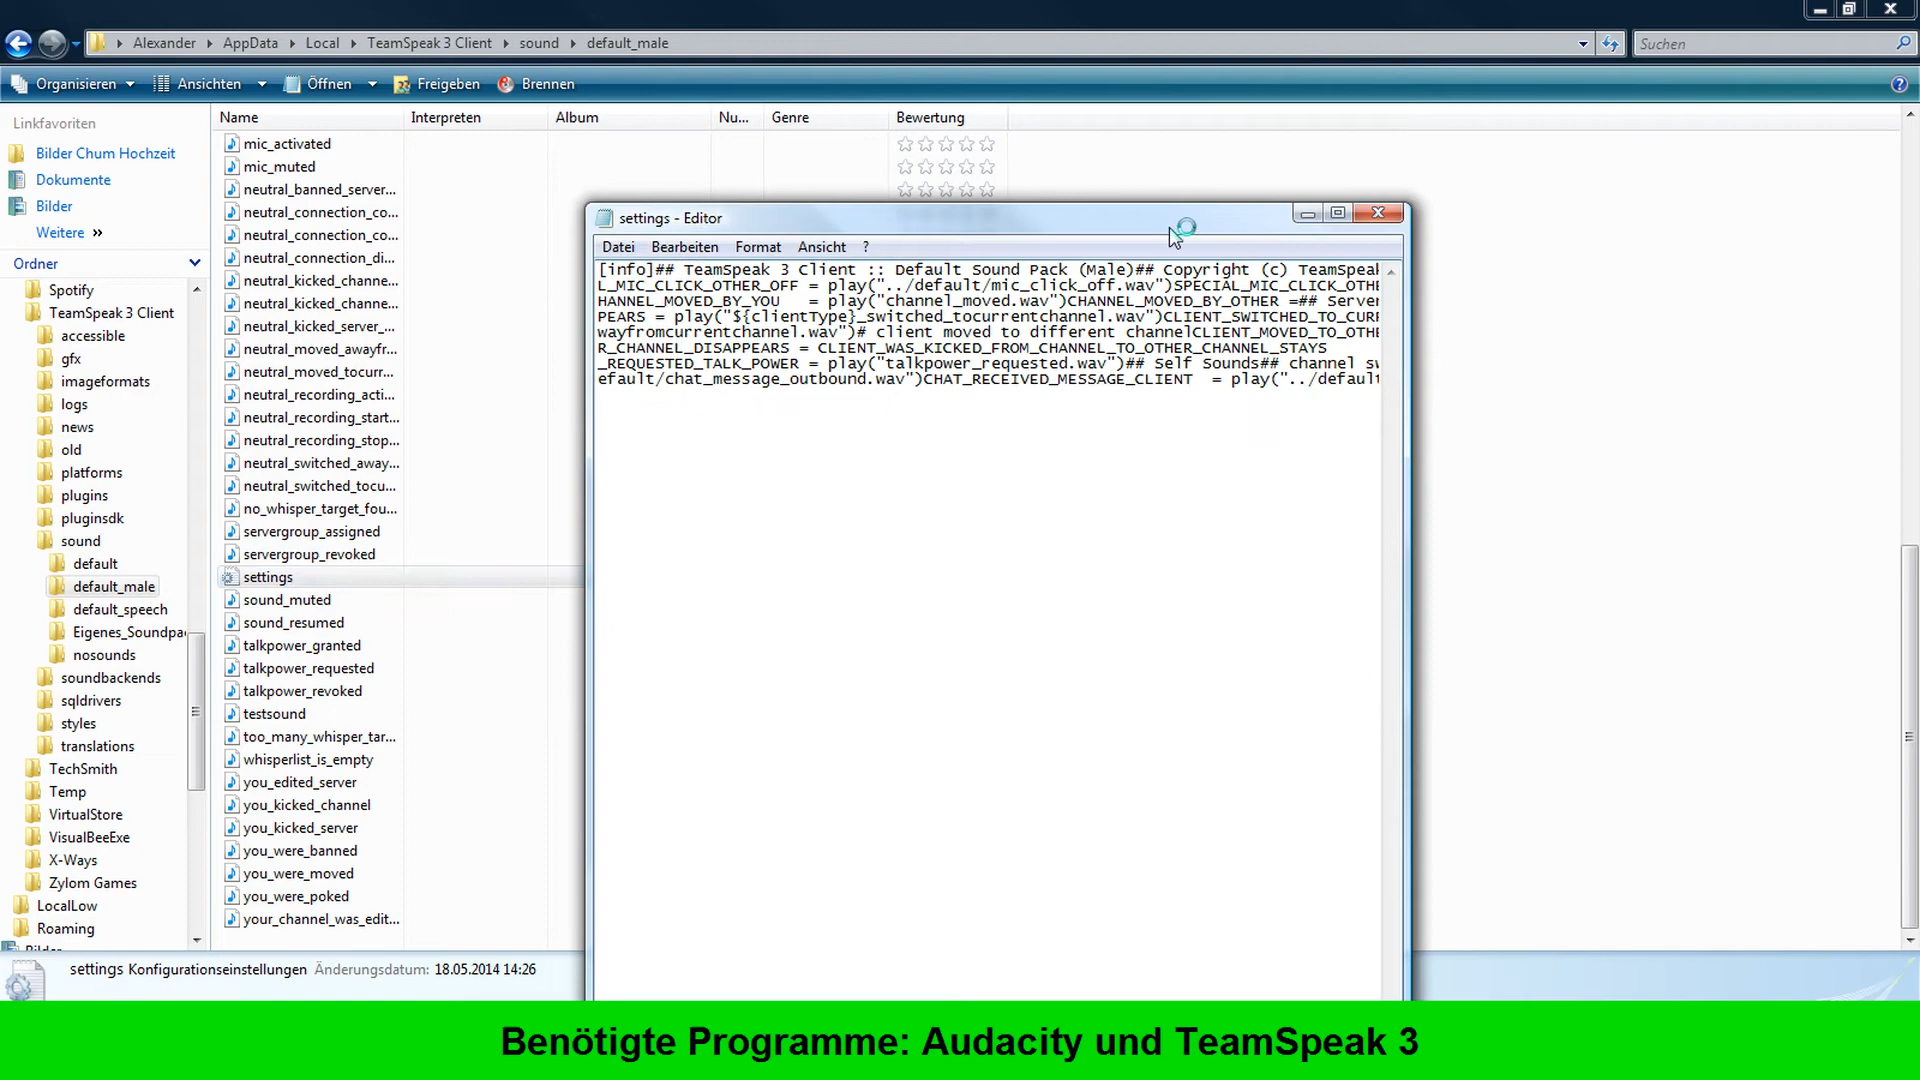 Alexander AppData Local TeamSpeak 3 Client sound default_male
Suchen
Organisieren Ansichten Öffnen Freigeben Brennen
Linkfavoriten
Bilder Chum Hochzeit
Dokumente
Bilder
Weitere »
Ordner
Spotify
TeamSpeak 3 Client
accessible
gfx
imageformats
logs
news
old
platforms
plugins
pluginsdk
sound
default
default_male
default_speech
Eigenes_Soundpa
nosounds
soundbackends
sqldrivers
styles
translations
TechSmith
Temp
VirtualStore
VisualBeeExe
X-Ways
Zylom Games
LocalLow
Roaming
Name Interpreten Album Nu... Genre Bewertung
mic_activated
mic_muted
neutral_banned_server...
neutral_connection_co...
neutral_connection_co...
neutral_connection_di...
neutral_kicked_channe...
neutral_kicked_channe...
neutral_kicked_server_...
neutral_moved_awayfr...
neutral_moved_tocurr...
neutral_recording_acti...
neutral_recording_start...
neutral_recording_stop...
neutral_switched_away...
neutral_switched_tocu...
no_whisper_target_fou...
servergroup_assigned
servergroup_revoked
settings
sound_muted
sound_resumed
talkpower_granted
talkpower_requested
talkpower_revoked
testsound
too_many_whisper_tar...
whisperlist_is_empty
you_edited_server
you_kicked_channel
you_kicked_server
you_were_banned
you_were_moved
you_were_poked
your_channel_was_edit...
settings - Editor
Datei Bearbeiten Format Ansicht ?
[info]## TeamSpeak 3 Client :: Default Sound Pack (Male)## Copyright (c) TeamSpeak
L_MIC_CLICK_OTHER_OFF = play("../default/mic_click_off.wav")SPECIAL_MIC_CLICK_OTHE
HANNEL_MOVED_BY_YOU = play("channel_moved.wav")CHANNEL_MOVED_BY_OTHER =## Server
PEARS = play("${clientType}_switched_tocurrentchannel.wav")CLIENT_SWITCHED_TO_CURR
wayfromcurrentchannel.wav")# client moved to different channelCLIENT_MOVED_TO_OTHE
R_CHANNEL_DISAPPEARS = CLIENT_WAS_KICKED_FROM_CHANNEL_TO_OTHER_CHANNEL_STAYS
_REQUESTED_TALK_POWER = play("talkpower_requested.wav")## Self Sounds## channel sw
efault/chat_message_outbound.wav")CHAT_RECEIVED_MESSAGE_CLIENT = play("../default
settings Konfigurationseinstellungen Änderungsdatum: 18.05.2014 14:26
Benötigte Programme: Audacity und TeamSpeak 3